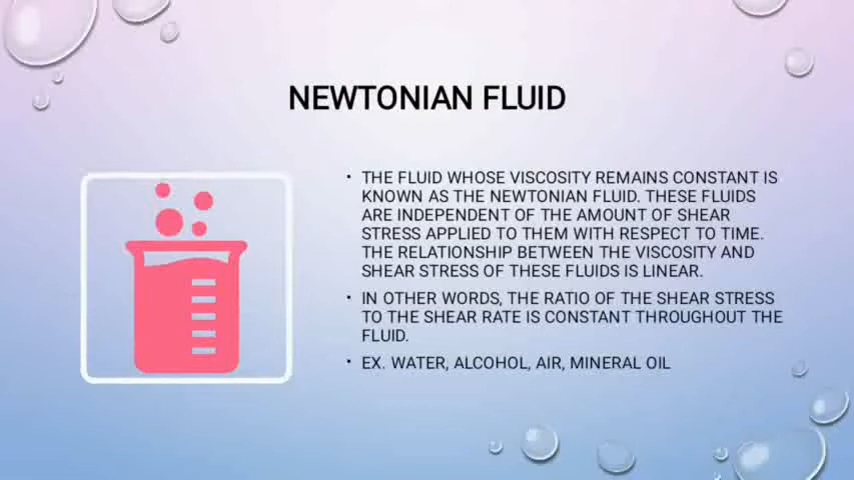 NEWTONIAN FLUID
• THE FLUID WHOSE VISCOSITY REMAINS CONSTANT IS
KNOWN AS THE NEWTONIAN FLUID. THESE FLUIDS
ARE INDEPENDENT OF THE AMOUNT OF SHEAR
STRESS APPLIED TO THEM WITH RESPECT TO TIME.
THE RELATIONSHIP BETWEEN THE VISCOSITY AND
SHEAR STRESS OF THESE FLUIDS IS LINEAR.
• IN OTHER WORDS, THE RATIO OF THE SHEAR STRESS
TO THE SHEAR RATE IS CONSTANT THROUGHOUT THE
FLUID.
• EX. WATER, ALCOHOL, AIR, MINERAL OIL